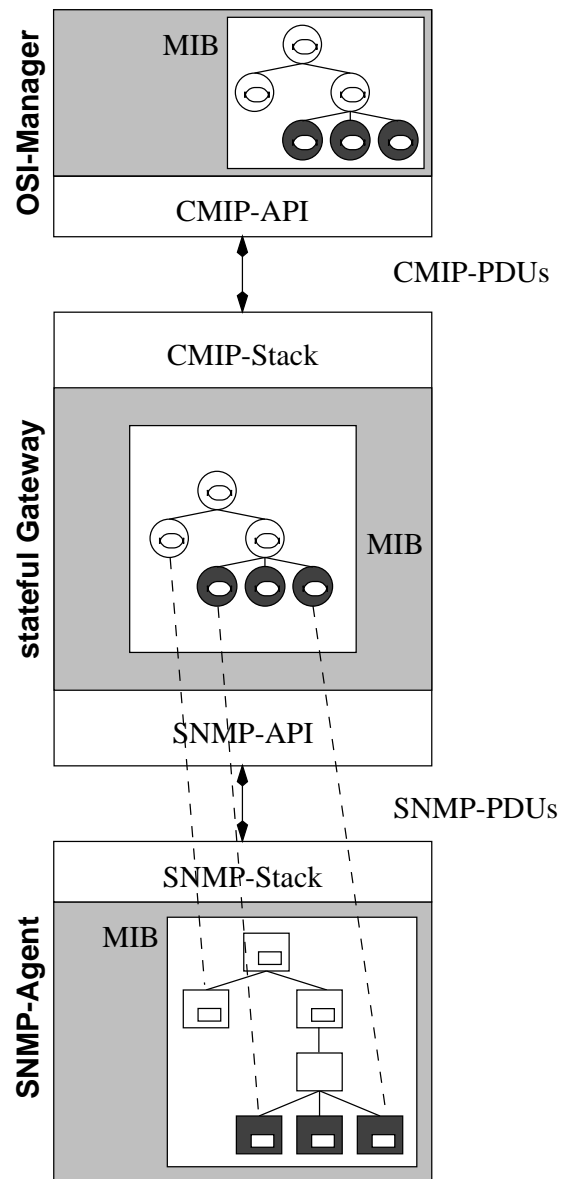 OSI-Manager
MIB
CMIP-API
CMIP-PDUs
CMIP-Stack
stateful Gateway
MIB
SNMP-API
SNMP-PDUs
SNMP-Stack
SNMP-Agent
MIB